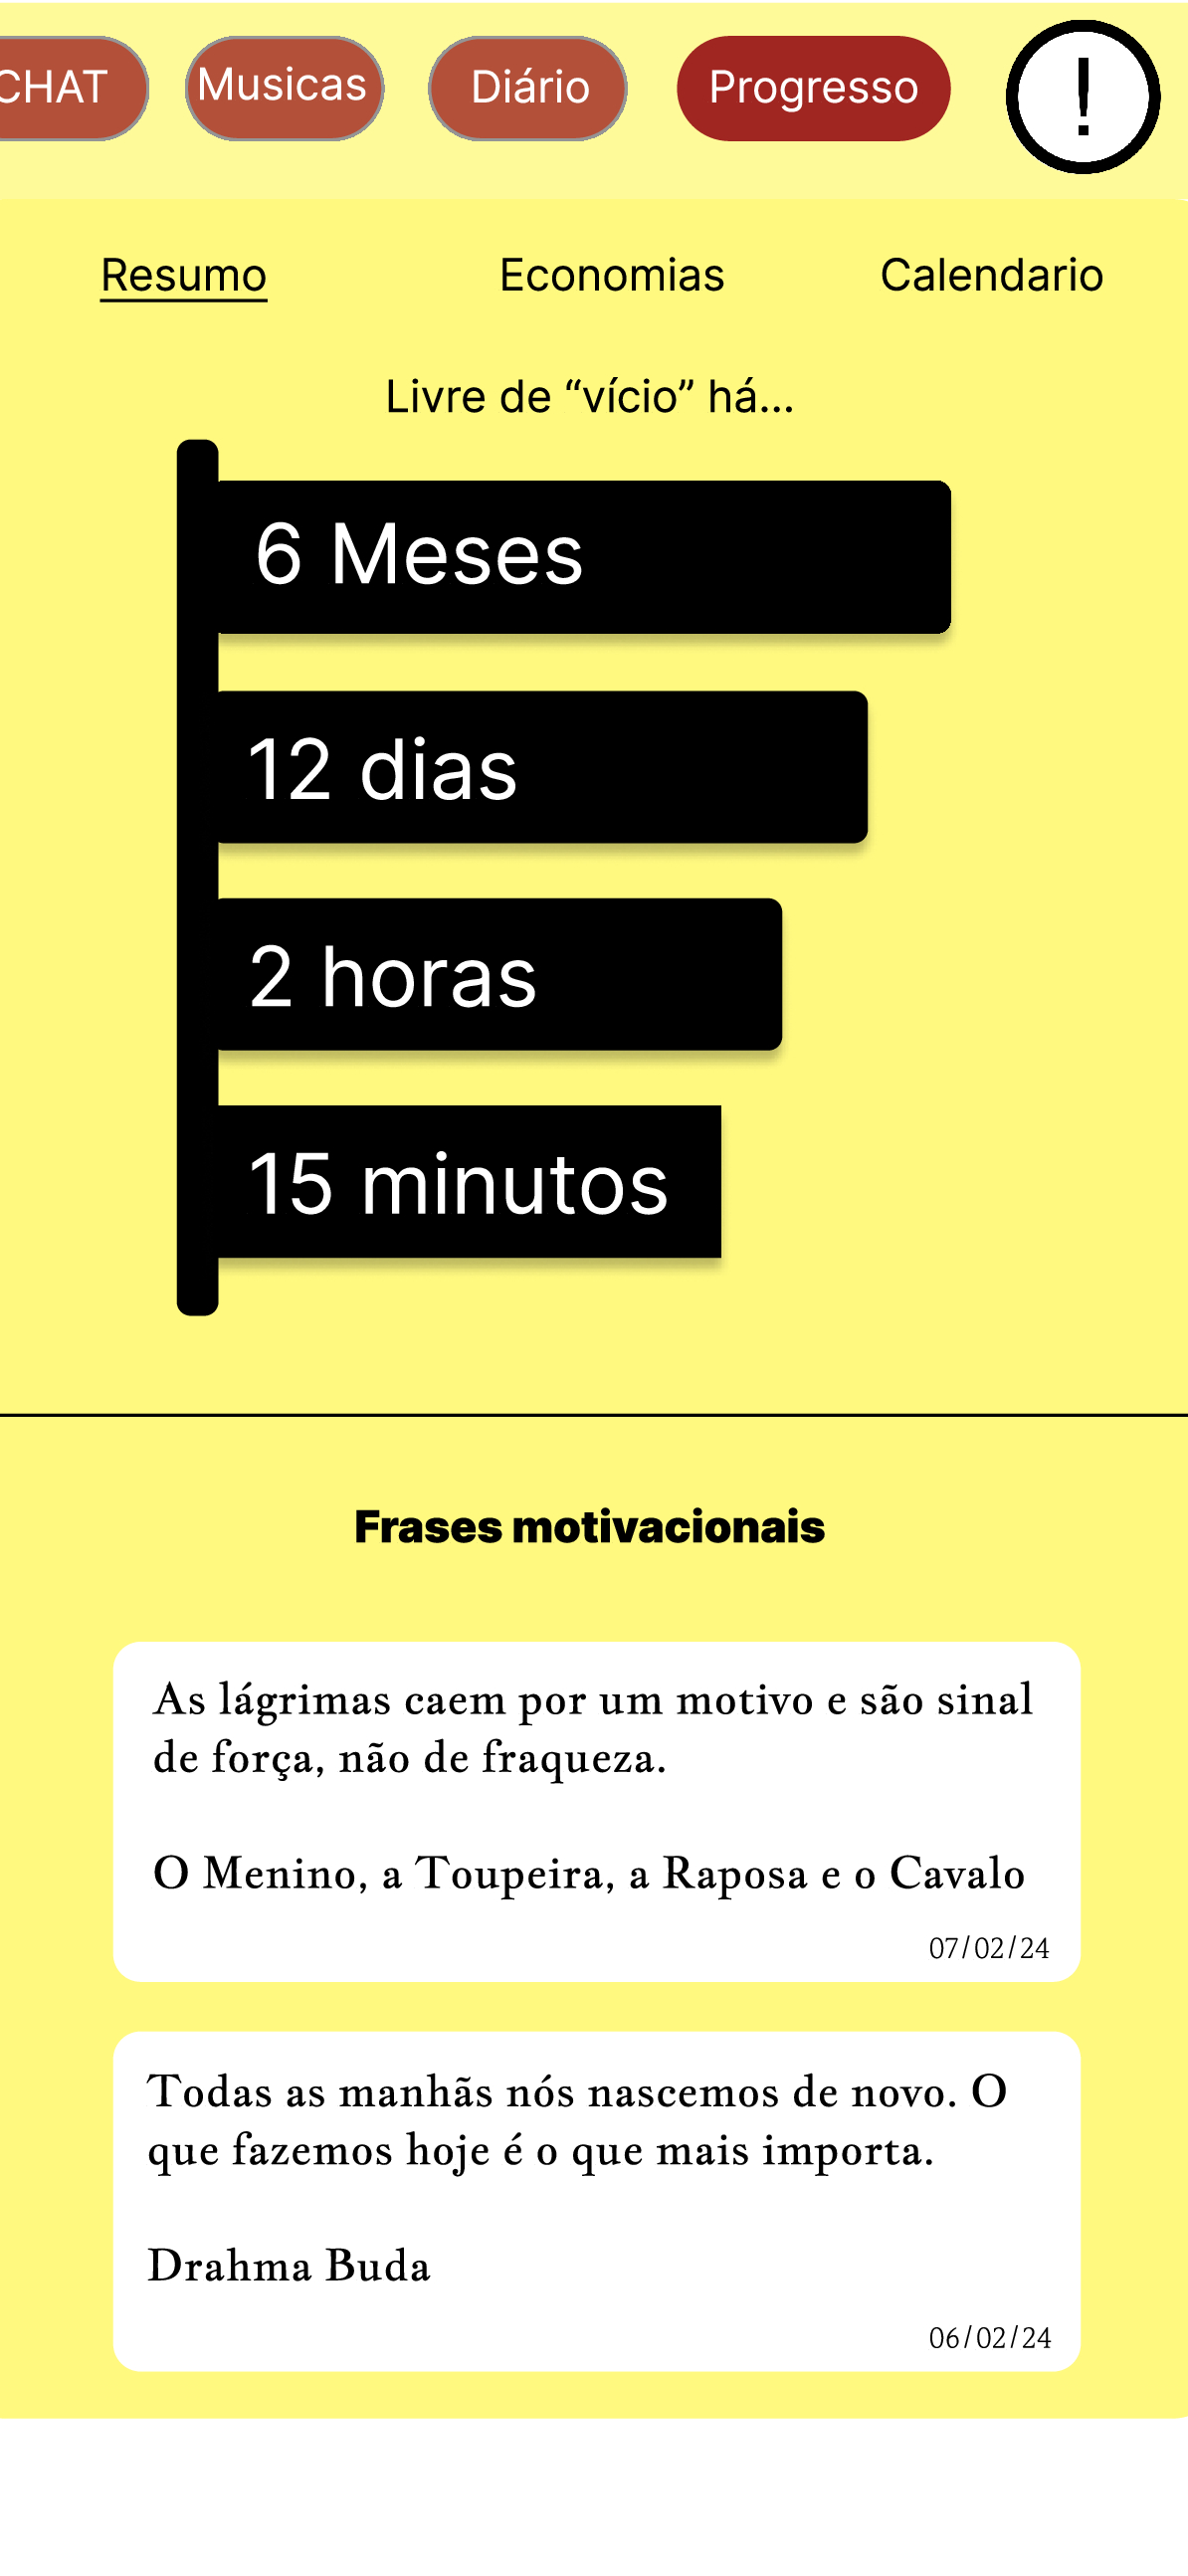 CHAT Musicas Diário Progresso !
Resumo Economias Calendario
Livre de “vício” há...
6 Meses
12 dias
2 horas
15 minutos
Frases motivacionais
As lágrimas caem por um motivo e são sinal
de força, não de fraqueza.
O Menino, a Toupeira, a Raposa e o Cavalo
07/02/24
Todas as manhãs nós nascemos de novo. O
que fazemos hoje é o que mais importa.
Drahma Buda
06/02/24